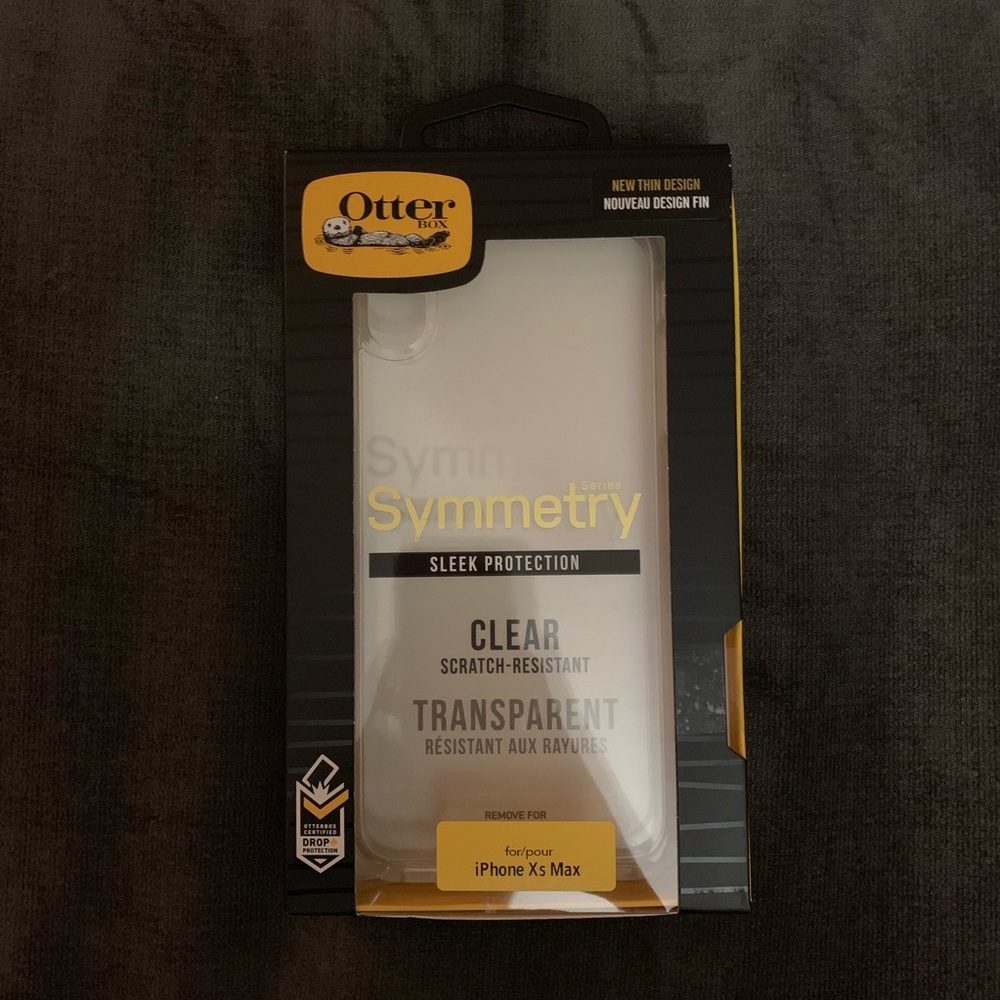 Otter
BOX
NEW THIN DESIGN
NOUVEAU DESIGN FIN
Symm
Series
Symmetry
SLEEK PROTECTION
CLEAR
SCRATCH-RESISTANT
TRANSPARENT
RÉSISTANT AUX RAYURES
OTTERBOX
CERTIFIED
DROP+
PROTECTION
REMOVE FOR
for/pour
iPhone Xs Max